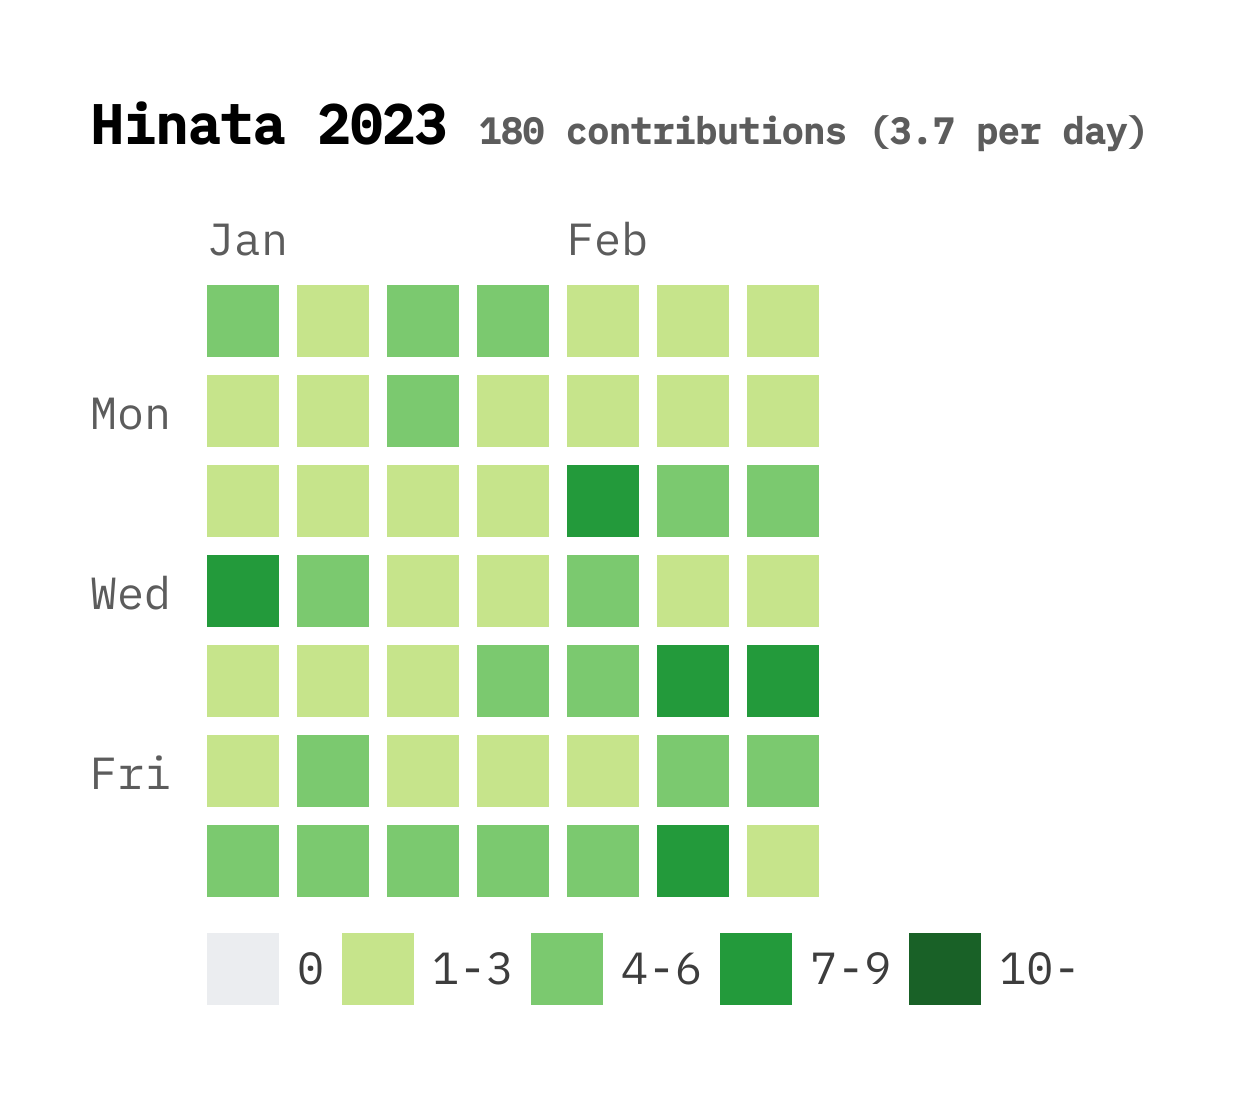 Hinata 2023 180 contributions (3.7 per day)
Jan Feb
Mon
Wed
Fri
0 1-3 4-6 7-9 10-